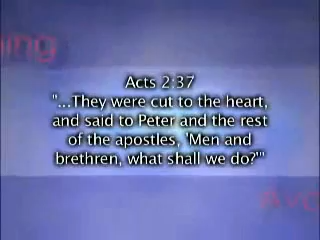 ning
Acts 2:37
"...They were cut to the heart,
and said to Peter and the rest
of the apostles, 'Men and
brethren, what shall we do?'"